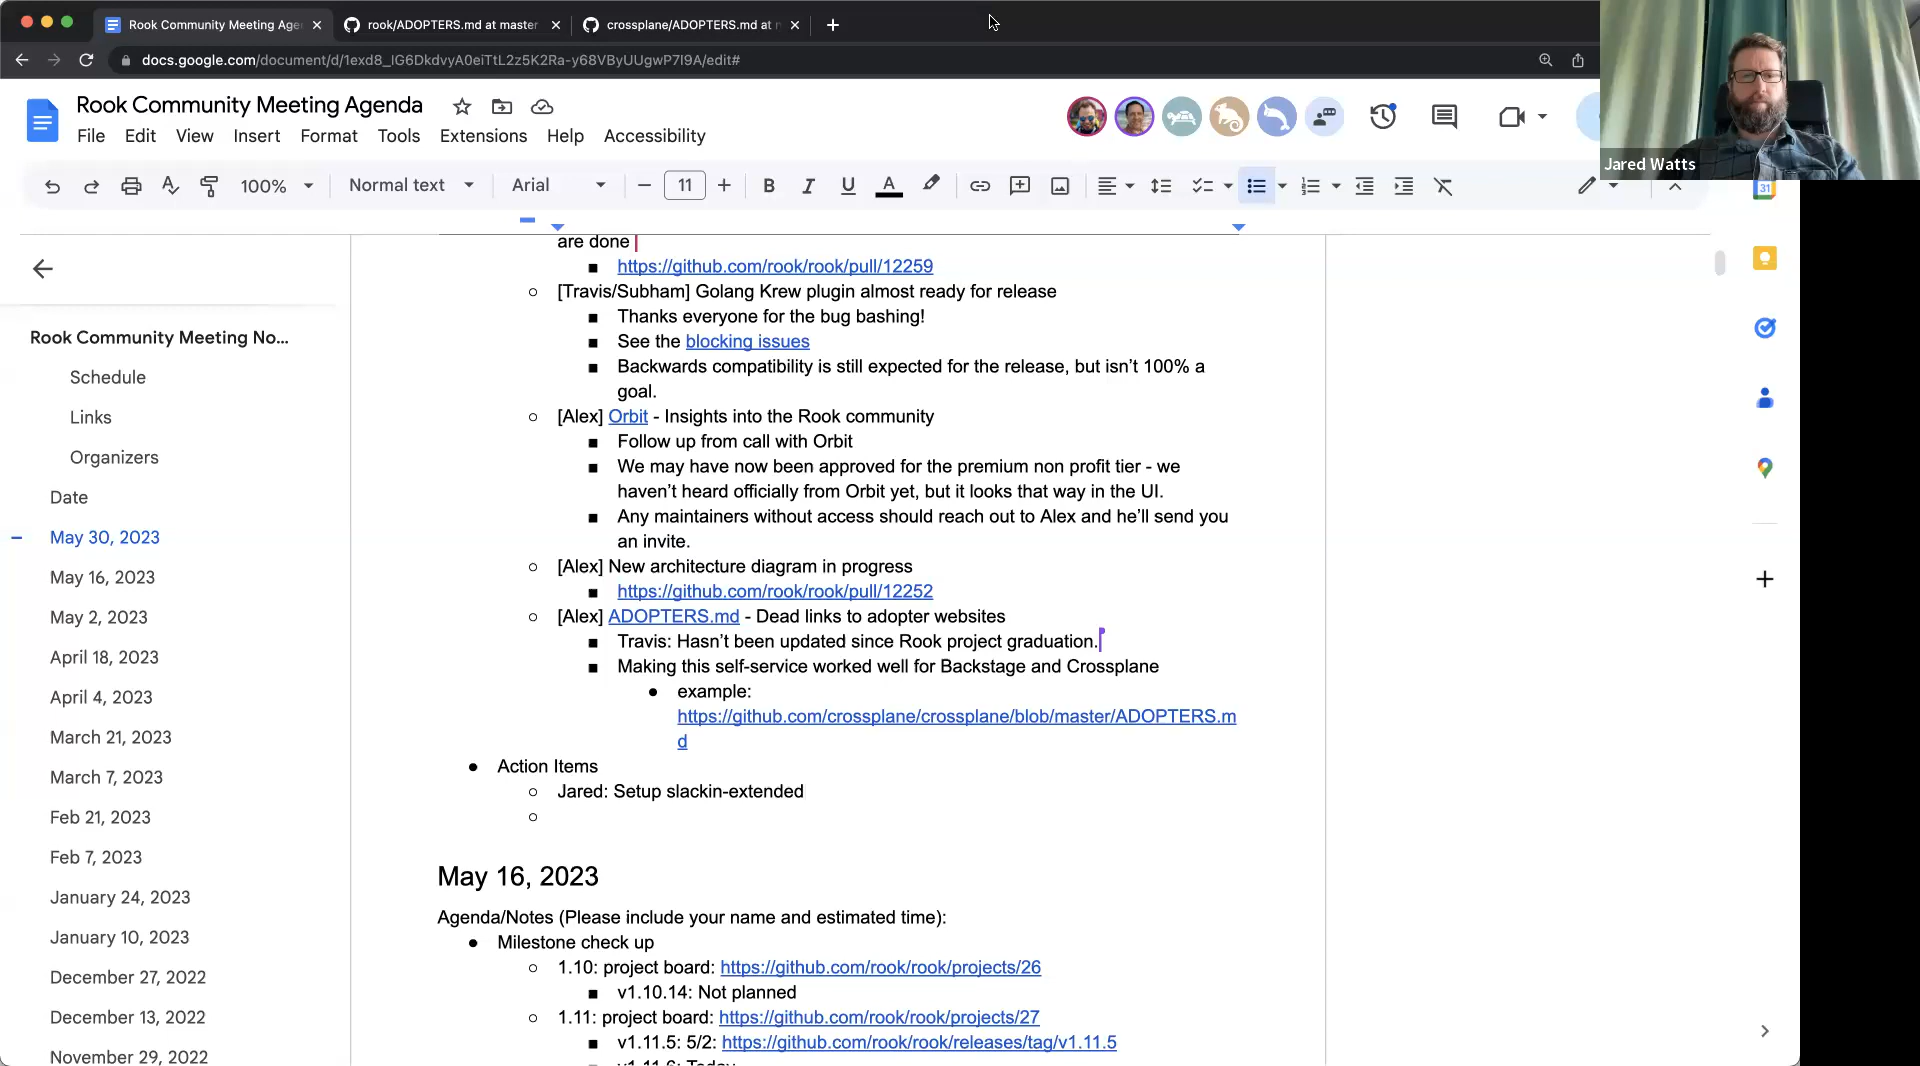 Rook Community Meeting Age
rook/ADOPTERS.md at master
crossplane/ADOPTERS.md at
docs.google.com/document/d/1exd8_IG6DkdvyA0eiTtL2z5K2Ra-y68VByUUgwP7I9A/edit#
Rook Community Meeting Agenda
File Edit View Insert Format Tools Extensions Help Accessibility
Jared Watts
100% Normal text Arial 11
31
are done
https://github.com/rook/rook/pull/12259
[Travis/Subham] Golang Krew plugin almost ready for release
Thanks everyone for the bug bashing!
See the blocking issues
Backwards compatibility is still expected for the release, but isn't 100% a
goal.
[Alex] Orbit - Insights into the Rook community
Follow up from call with Orbit
We may have now been approved for the premium non profit tier - we
haven't heard officially from Orbit yet, but it looks that way in the UI.
Any maintainers without access should reach out to Alex and he'll send you
an invite.
[Alex] New architecture diagram in progress
https://github.com/rook/rook/pull/12252
[Alex] ADOPTERS.md - Dead links to adopter websites
Travis: Hasn't been updated since Rook project graduation.
Making this self-service worked well for Backstage and Crossplane
example:
https://github.com/crossplane/crossplane/blob/master/ADOPTERS.m
d
Action Items
Jared: Setup slackin-extended
May 16, 2023
Agenda/Notes (Please include your name and estimated time):
Milestone check up
1.10: project board: https://github.com/rook/rook/projects/26
v1.10.14: Not planned
1.11: project board: https://github.com/rook/rook/projects/27
v1.11.5: 5/2: https://github.com/rook/rook/releases/tag/v1.11.5
v1.11.6: Today
Rook Community Meeting No...
Schedule
Links
Organizers
Date
May 30, 2023
May 16, 2023
May 2, 2023
April 18, 2023
April 4, 2023
March 21, 2023
March 7, 2023
Feb 21, 2023
Feb 7, 2023
January 24, 2023
January 10, 2023
December 27, 2022
December 13, 2022
November 29, 2022